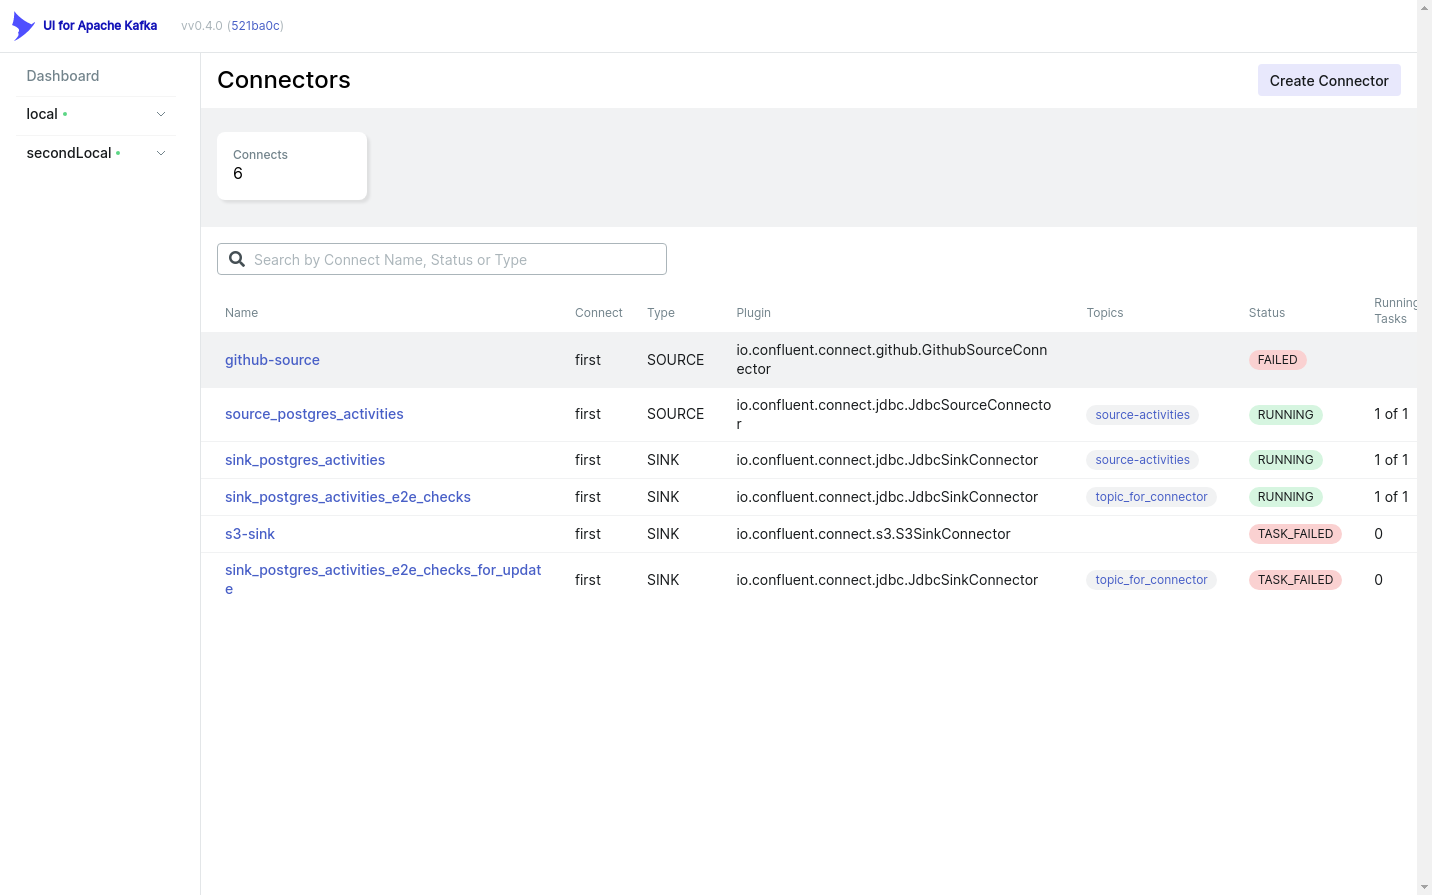 UI for Apache Kafka vv0.4.0 (521ba0c)
Dashboard
local
secondLocal
Connectors
Create Connector
Connects
6
Search by Connect Name, Status or Type
Name Connect Type Plugin Topics Status Running
Tasks
github-source first SOURCE io.confluent.connect.github.GithubSourceConn
ector FAILED
source_postgres_activities first SOURCE io.confluent.connect.jdbc.JdbcSourceConnecto
r source-activities RUNNING 1 of 1
sink_postgres_activities first SINK io.confluent.connect.jdbc.JdbcSinkConnector source-activities RUNNING 1 of 1
sink_postgres_activities_e2e_checks first SINK io.confluent.connect.jdbc.JdbcSinkConnector topic_for_connector RUNNING 1 of 1
s3-sink first SINK io.confluent.connect.s3.S3SinkConnector TASK_FAILED 0
sink_postgres_activities_e2e_checks_for_updat
e first SINK io.confluent.connect.jdbc.JdbcSinkConnector topic_for_connector TASK_FAILED 0